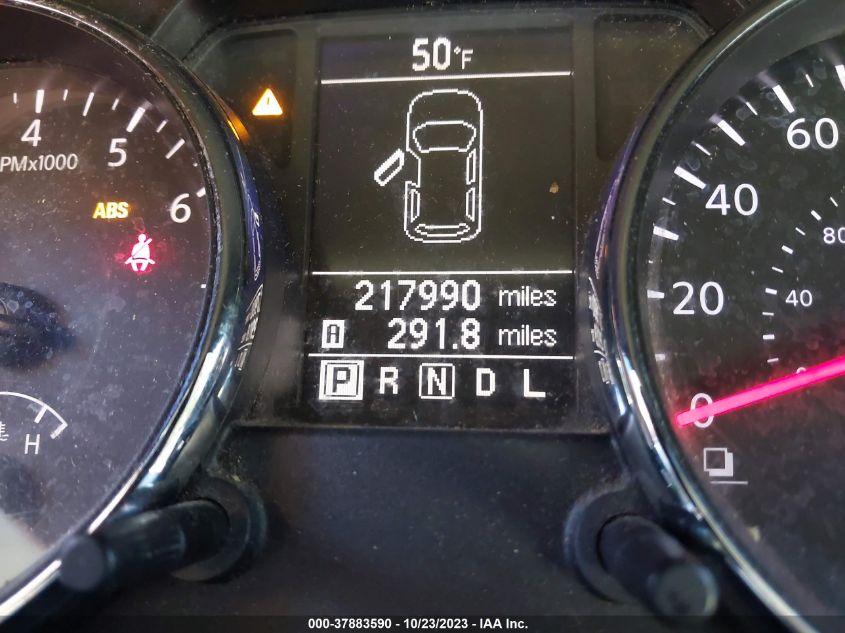 50°F
4
5
6
PMx1000
ABS
60
40
20
0
80
40
217990 miles
A 291.8 miles
P R N D L
H
000-37883590 - 10/23/2023 - IAA Inc.